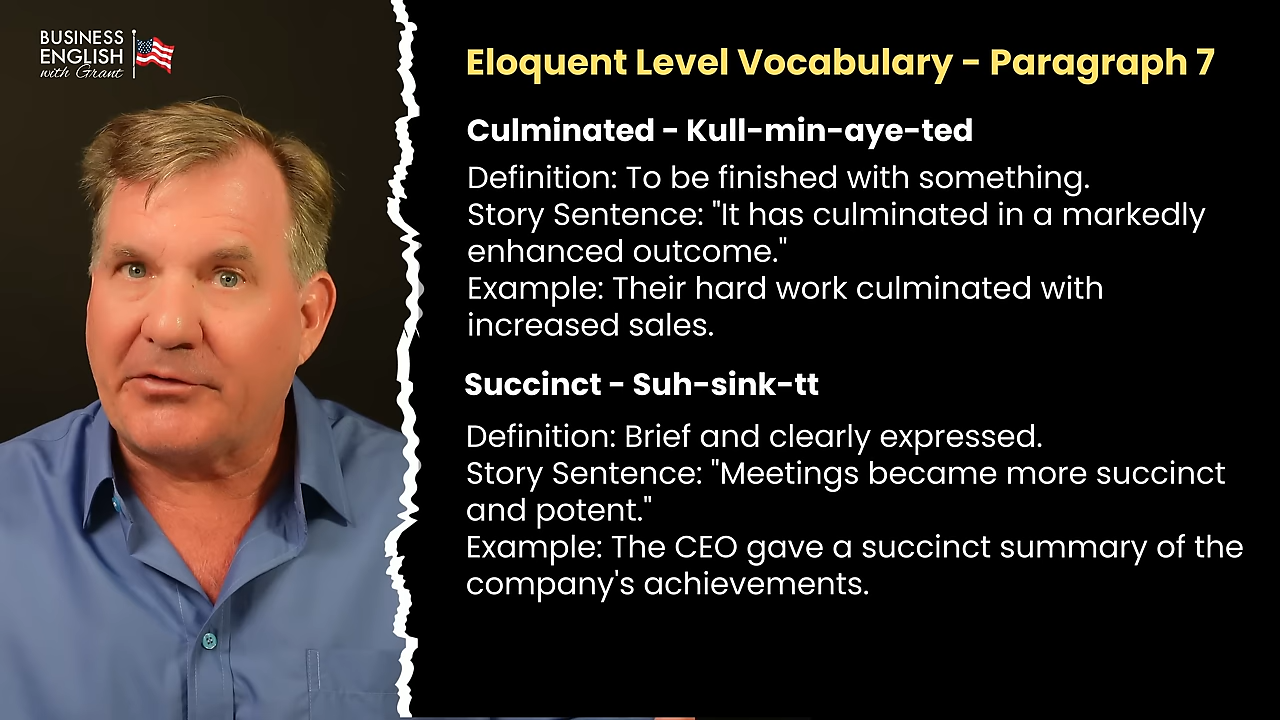 BUSINESS
ENGLISH
with Grant
Eloquent Level Vocabulary - Paragraph 7
Culminated - Kull-min-aye-ted
Definition: To be finished with something.
Story Sentence: "It has culminated in a markedly
enhanced outcome."
Example: Their hard work culminated with
increased sales.
Succinct - Suh-sink-tt
Definition: Brief and clearly expressed.
Story Sentence: "Meetings became more succinct
and potent."
Example: The CEO gave a succinct summary of the
company's achievements.